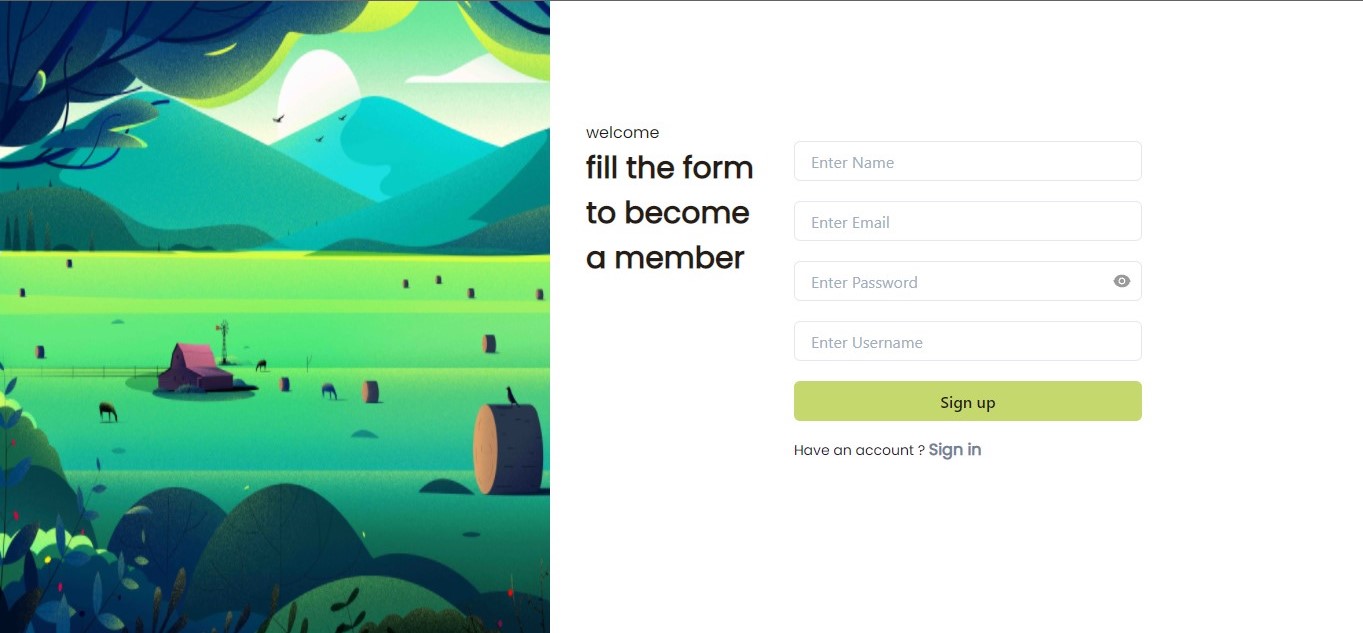 welcome
fill the form
to become
a member
Enter Name
Enter Email
Enter Password
Enter Username
Sign up
Have an account ? Sign in